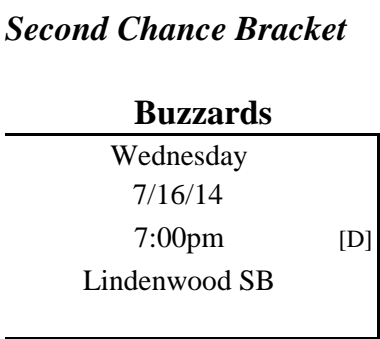 Second Chance Bracket
Buzzards
Wednesday
7/16/14
7:00pm [D]
Lindenwood SB